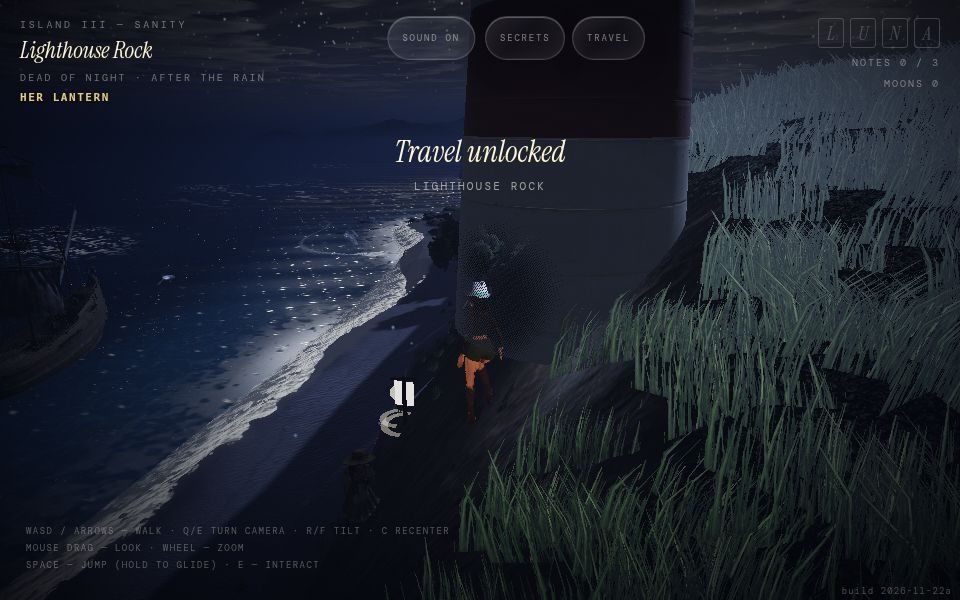 ISLAND III — SANITY
Lighthouse Rock
DEAD OF NIGHT · AFTER THE RAIN
HER LANTERN
SOUND ON
SECRETS
TRAVEL
L U N A
NOTES 0 / 3
MOONS 0
Travel unlocked
LIGHTHOUSE ROCK
WASD / ARROWS — WALK · Q/E TURN CAMERA · R/F TILT · C RECENTER
MOUSE DRAG — LOOK · WHEEL — ZOOM
SPACE — JUMP (HOLD TO GLIDE) · E — INTERACT
build 2026-11-22a